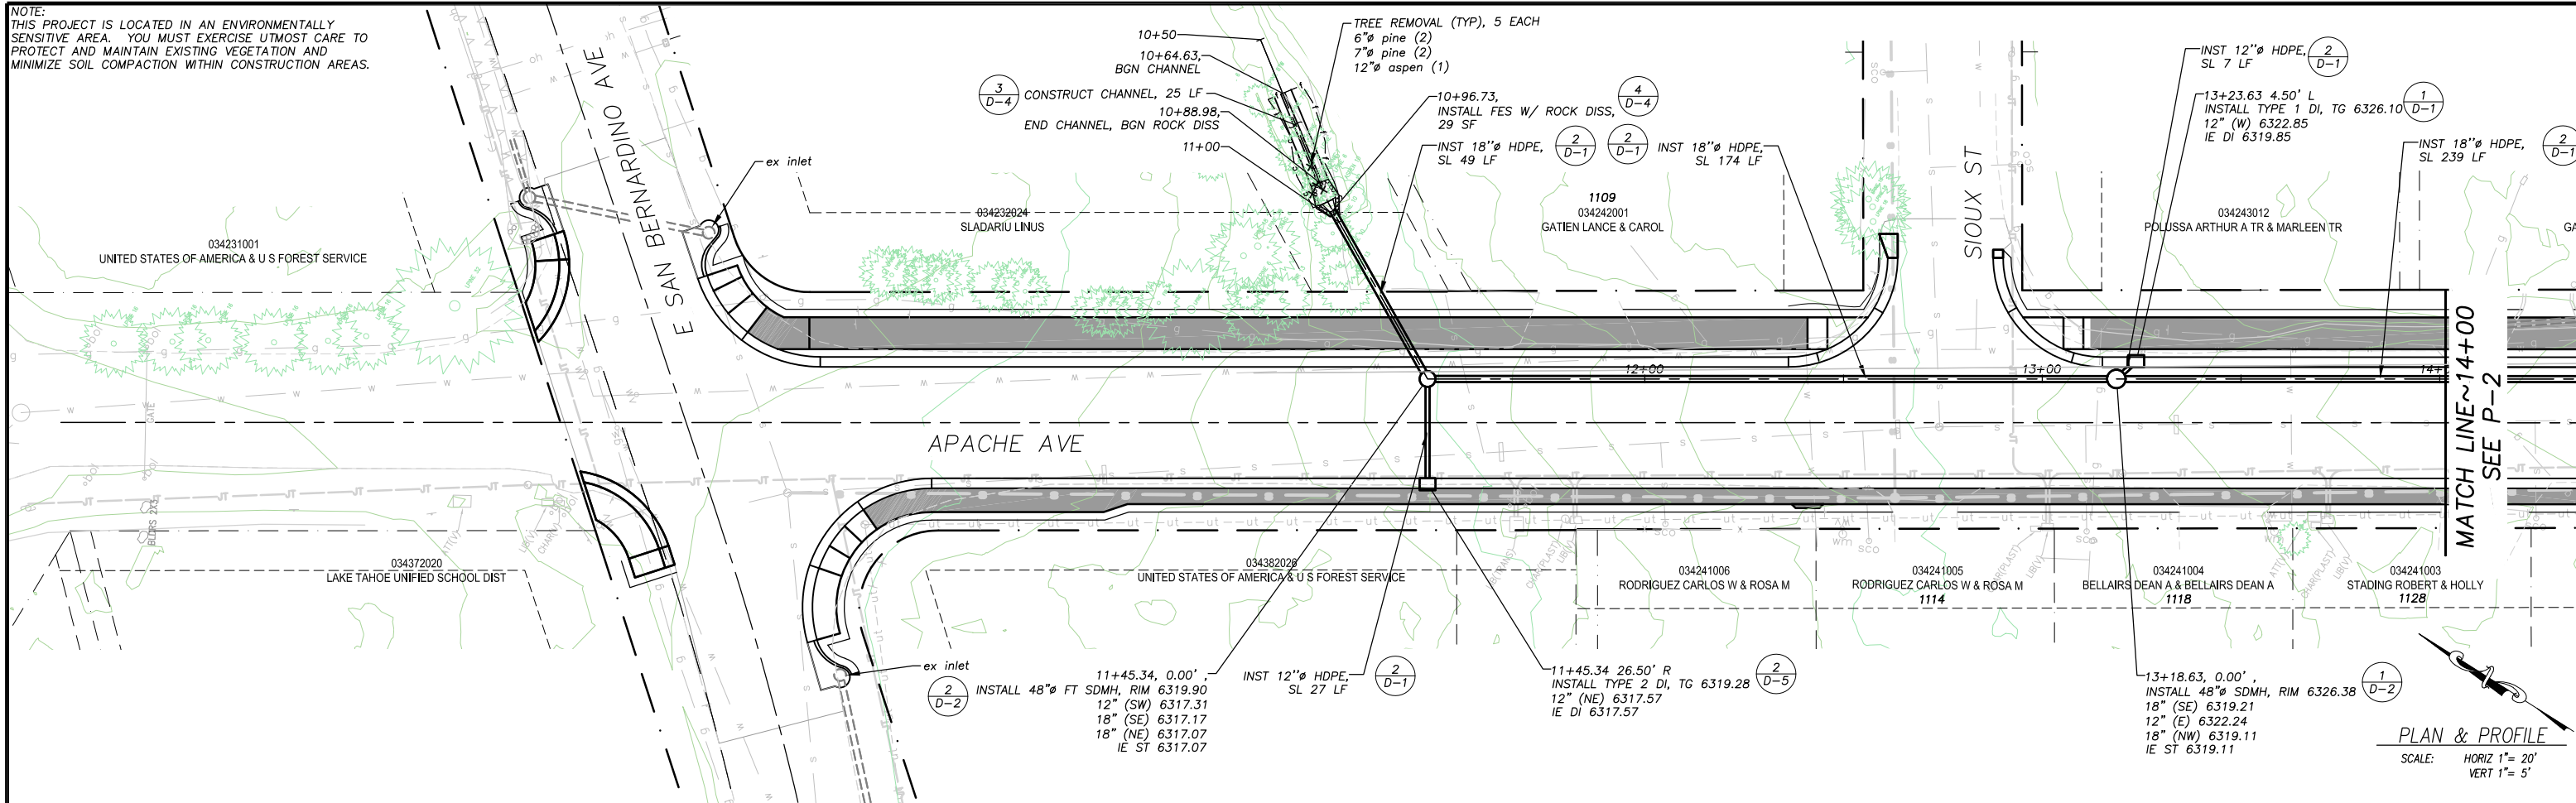 NOTE:
THIS PROJECT IS LOCATED IN AN ENVIRONMENTALLY
SENSITIVE AREA.  YOU MUST EXERCISE UTMOST CARE TO
PROTECT AND MAINTAIN EXISTING VEGETATION AND
MINIMIZE SOIL COMPACTION WITHIN CONSTRUCTION AREAS.
E SAN BERNARDINO AVE
ex inlet
034231001
UNITED STATES OF AMERICA & U S FOREST SERVICE
10+50
10+64.63,
BGN CHANNEL
3
D-4
CONSTRUCT CHANNEL, 25 LF
10+88.98,
END CHANNEL, BGN ROCK DISS
11+00
TREE REMOVAL (TYP), 5 EACH
6"ø pine (2)
7"ø pine (2)
12"ø aspen (1)
10+96.73,
INSTALL FES W/ ROCK DISS,
29 SF
4
D-4
INST 18''ø HDPE,
SL 49 LF
2
D-1
2
D-1
INST 18''ø HDPE,
SL 174 LF
034232024
SLADARIU LINUS
1109
034242001
GATIEN LANCE & CAROL
SIOUX ST
INST 12''ø HDPE,
SL 7 LF
2
D-1
13+23.63 4.50' L
INSTALL TYPE 1 DI, TG 6326.10
12" (W) 6322.85
IE DI 6319.85
1
D-1
INST 18''ø HDPE,
SL 239 LF
2
D-1
034243012
POLUSSA ARTHUR A TR & MARLEEN TR
GA
12+00
13+00
14+
MATCH LINE~14+00
SEE P-2
APACHE AVE
GATE
BLDRS 2X3
034372020
LAKE TAHOE UNIFIED SCHOOL DIST
034382026
UNITED STATES OF AMERICA & U S FOREST SERVICE
034241006
RODRIGUEZ CARLOS W & ROSA M
034241005
RODRIGUEZ CARLOS W & ROSA M
1114
034241004
BELLAIRS DEAN A & BELLAIRS DEAN A
1118
034241003
STADING ROBERT & HOLLY
1128
ex inlet
2
D-2
11+45.34, 0.00' ,
INSTALL 48"ø FT SDMH, RIM 6319.90
12" (SW) 6317.31
18" (SE) 6317.17
18" (NE) 6317.07
IE ST 6317.07
INST 12''ø HDPE,
SL 27 LF
2
D-1
11+45.34 26.50' R
INSTALL TYPE 2 DI, TG 6319.28
12" (NE) 6317.57
IE DI 6317.57
2
D-5
13+18.63, 0.00' ,
INSTALL 48"ø SDMH, RIM 6326.38
18" (SE) 6319.21
12" (E) 6322.24
18" (NW) 6319.11
IE ST 6319.11
1
D-2
PLAN & PROFILE
SCALE: HORIZ 1"= 20'
VERT 1"= 5'